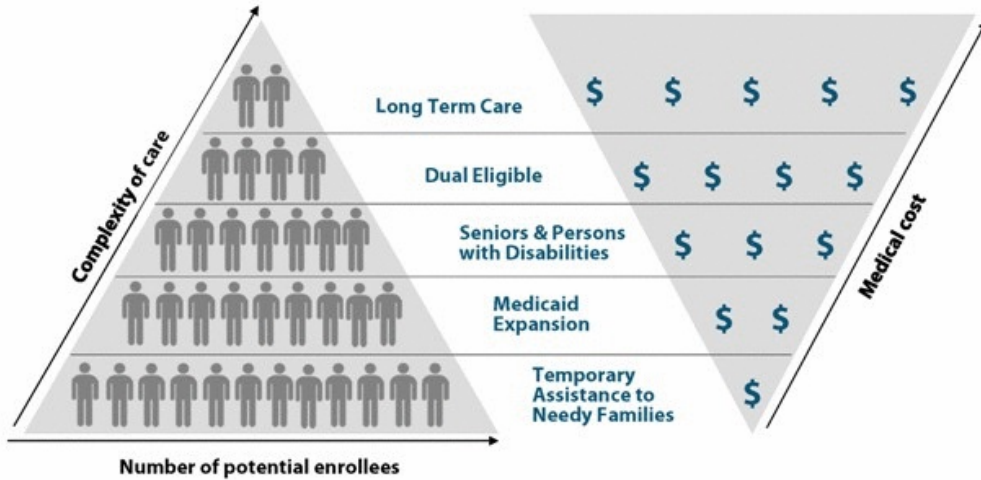 Complexity of care
Long Term Care
$ $ $ $ $
Dual Eligible
$ $ $ $
Seniors & Persons
with Disabilities
$ $ $
Medicaid
Expansion
$ $
Temporary
Assistance to
Needy Families
$
Medical cost
Number of potential enrollees